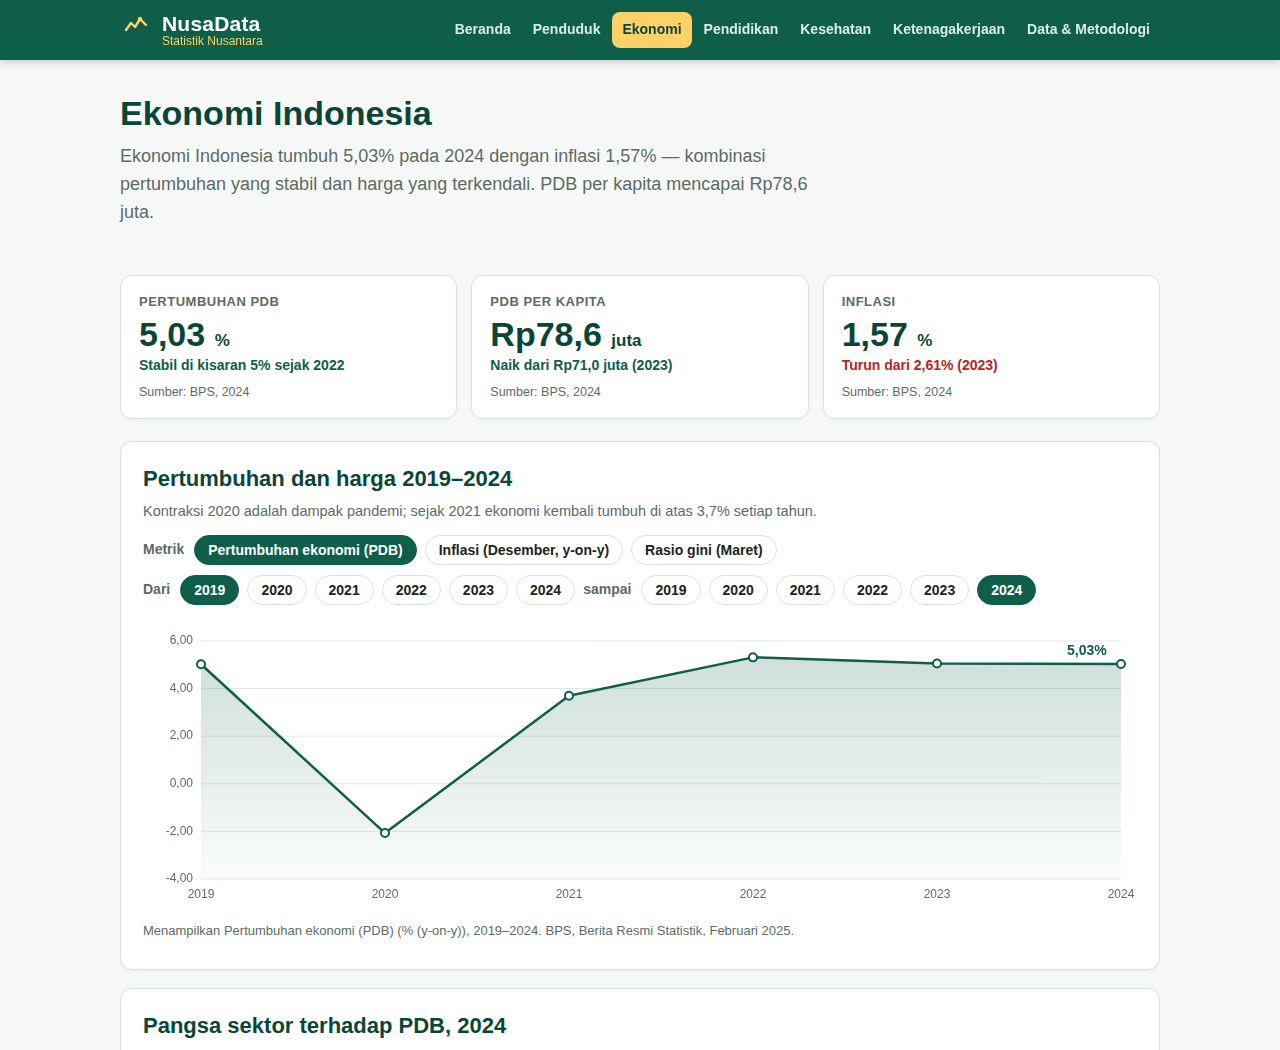 NusaData
Statistik Nusantara
Beranda
Penduduk
Ekonomi
Pendidikan
Kesehatan
Ketenagakerjaan
Data & Metodologi
Ekonomi Indonesia
Ekonomi Indonesia tumbuh 5,03% pada 2024 dengan inflasi 1,57% — kombinasi
pertumbuhan yang stabil dan harga yang terkendali. PDB per kapita mencapai Rp78,6
juta.
PERTUMBUHAN PDB
5,03 %
Stabil di kisaran 5% sejak 2022
Sumber: BPS, 2024
PDB PER KAPITA
Rp78,6 juta
Naik dari Rp71,0 juta (2023)
Sumber: BPS, 2024
INFLASI
1,57 %
Turun dari 2,61% (2023)
Sumber: BPS, 2024
Pertumbuhan dan harga 2019–2024
Kontraksi 2020 adalah dampak pandemi; sejak 2021 ekonomi kembali tumbuh di atas 3,7% setiap tahun.
Metrik Pertumbuhan ekonomi (PDB) Inflasi (Desember, y-on-y) Rasio gini (Maret)
Dari 2019 2020 2021 2022 2023 2024 sampai 2019 2020 2021 2022 2023 2024
6,00
4,00
2,00
0,00
-2,00
-4,00
5,03%
2019 2020 2021 2022 2023 2024
Menampilkan Pertumbuhan ekonomi (PDB) (% (y-on-y)), 2019–2024. BPS, Berita Resmi Statistik, Februari 2025.
Pangsa sektor terhadap PDB, 2024